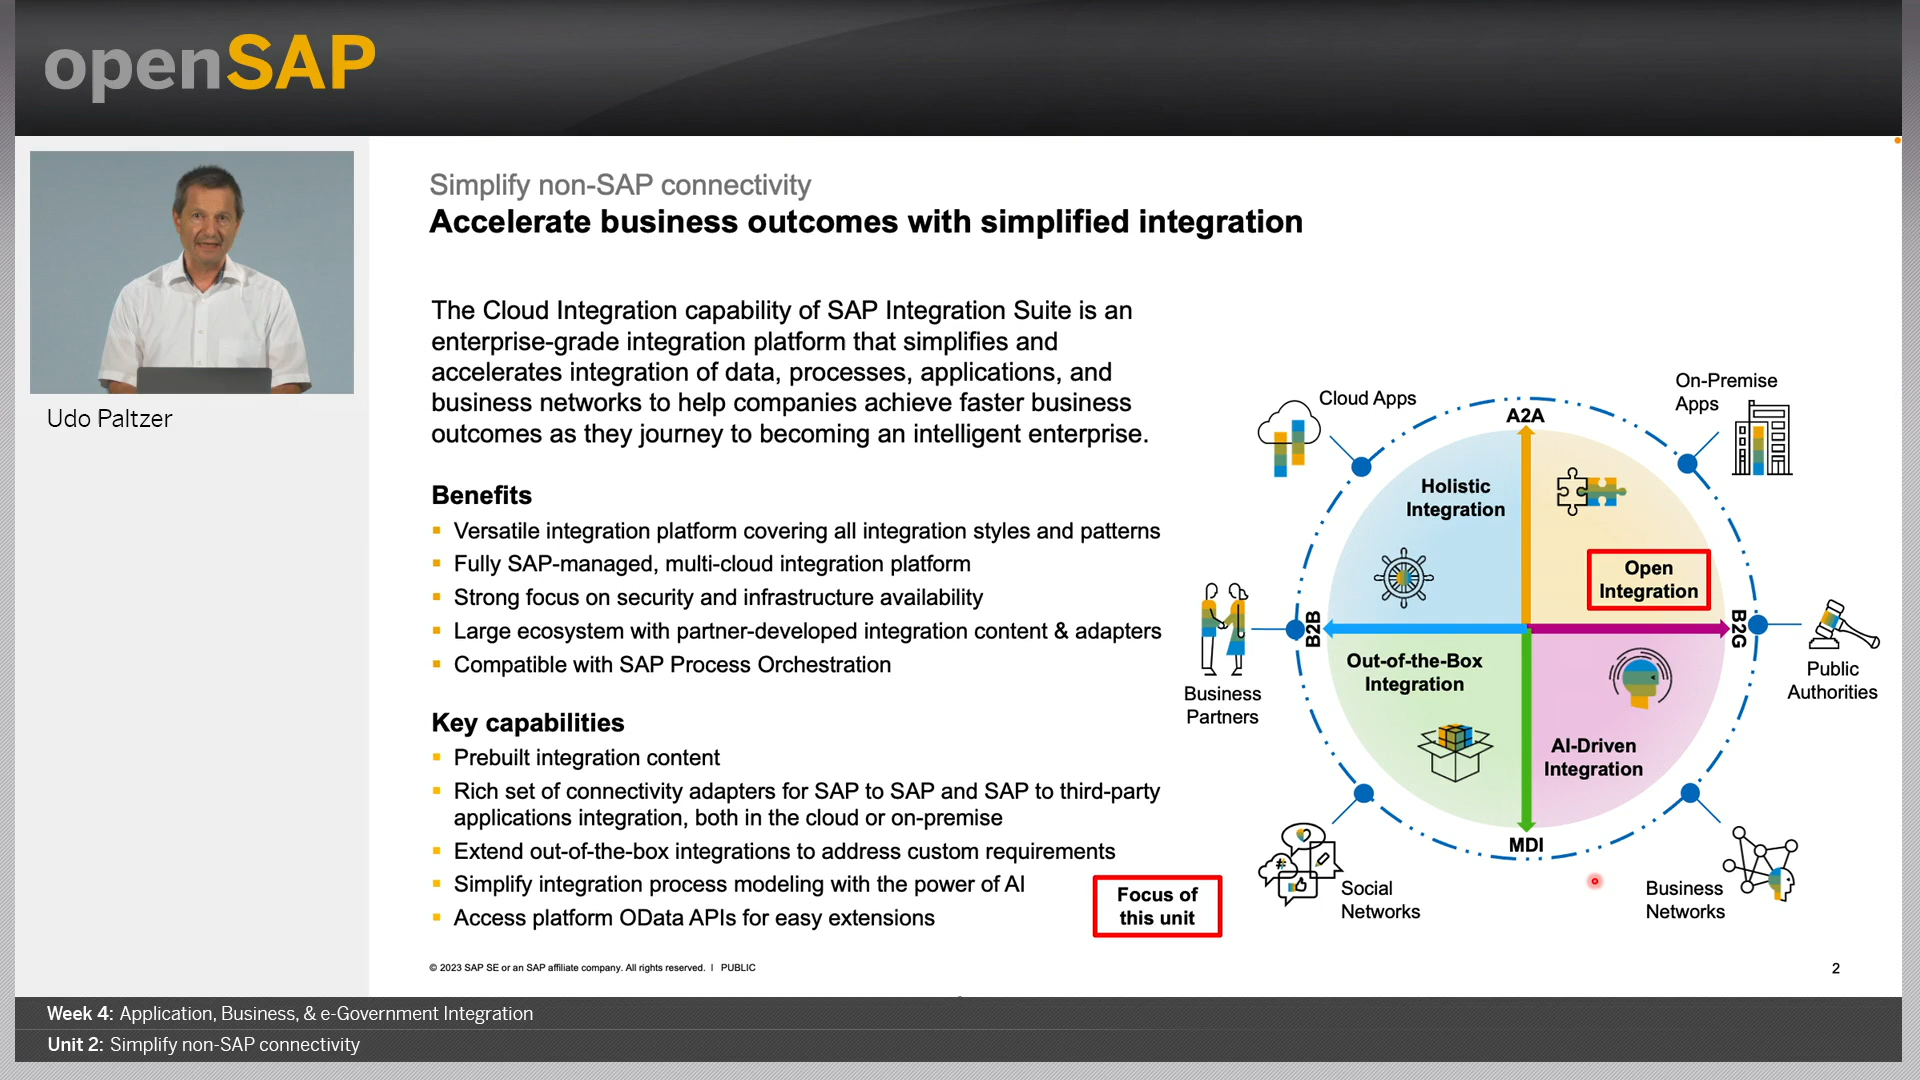 openSAP
Udo Paltzer
Simplify non-SAP connectivity
Accelerate business outcomes with simplified integration
The Cloud Integration capability of SAP Integration Suite is an
enterprise-grade integration platform that simplifies and
accelerates integration of data, processes, applications, and
business networks to help companies achieve faster business
outcomes as they journey to becoming an intelligent enterprise.
Benefits
Versatile integration platform covering all integration styles and patterns
Fully SAP-managed, multi-cloud integration platform
Strong focus on security and infrastructure availability
Large ecosystem with partner-developed integration content & adapters
Compatible with SAP Process Orchestration
Key capabilities
Prebuilt integration content
Rich set of connectivity adapters for SAP to SAP and SAP to third-party
applications integration, both in the cloud or on-premise
Extend out-of-the-box integrations to address custom requirements
Simplify integration process modeling with the power of AI
Access platform OData APIs for easy extensions
Focus of
this unit
Cloud Apps
On-Premise
Apps
A2A
Holistic
Integration
Open
Integration
B2B
B2G
Out-of-the-Box
Integration
AI-Driven
Integration
MDI
Business
Partners
Public
Authorities
#
Social
Networks
Business
Networks
© 2023 SAP SE or an SAP affiliate company. All rights reserved. | PUBLIC
2
Week 4: Application, Business, & e-Government Integration
Unit 2: Simplify non-SAP connectivity